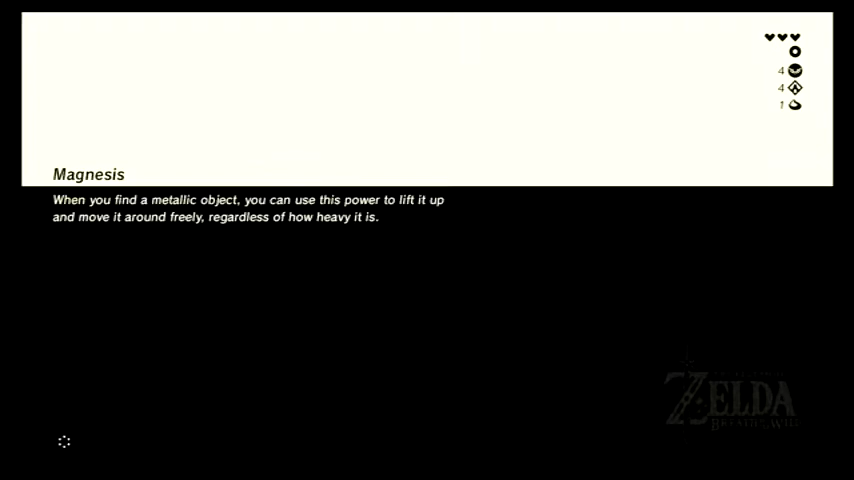 4
4
1
Magnesis
When you find a metallic object, you can use this power to lift it up
and move it around freely, regardless of how heavy it is.
ZELDA